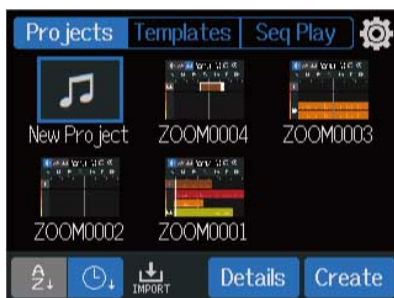 Projects Templates Seq Play
New Project ZOOM0004 ZOOM0003
ZOOM0002 ZOOM0001
A
Z↓ IMPORT Details Create